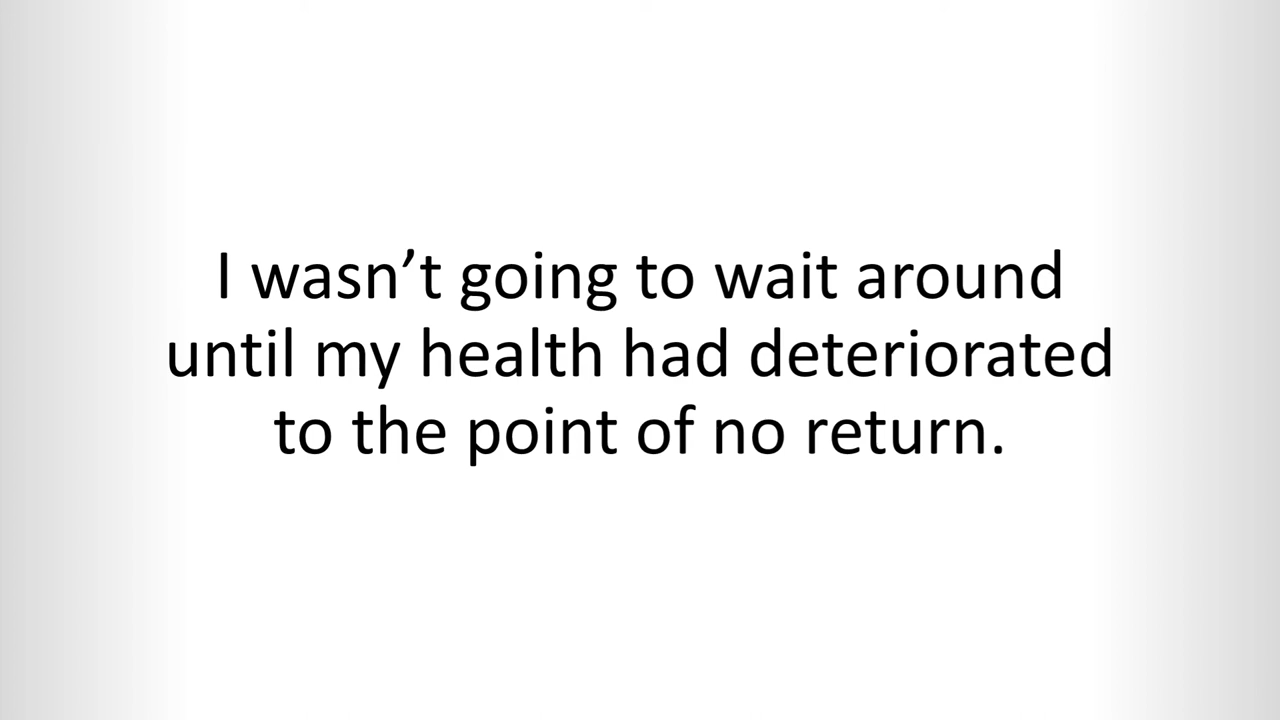 I wasn’t going to wait around
until my health had deteriorated
to the point of no return.